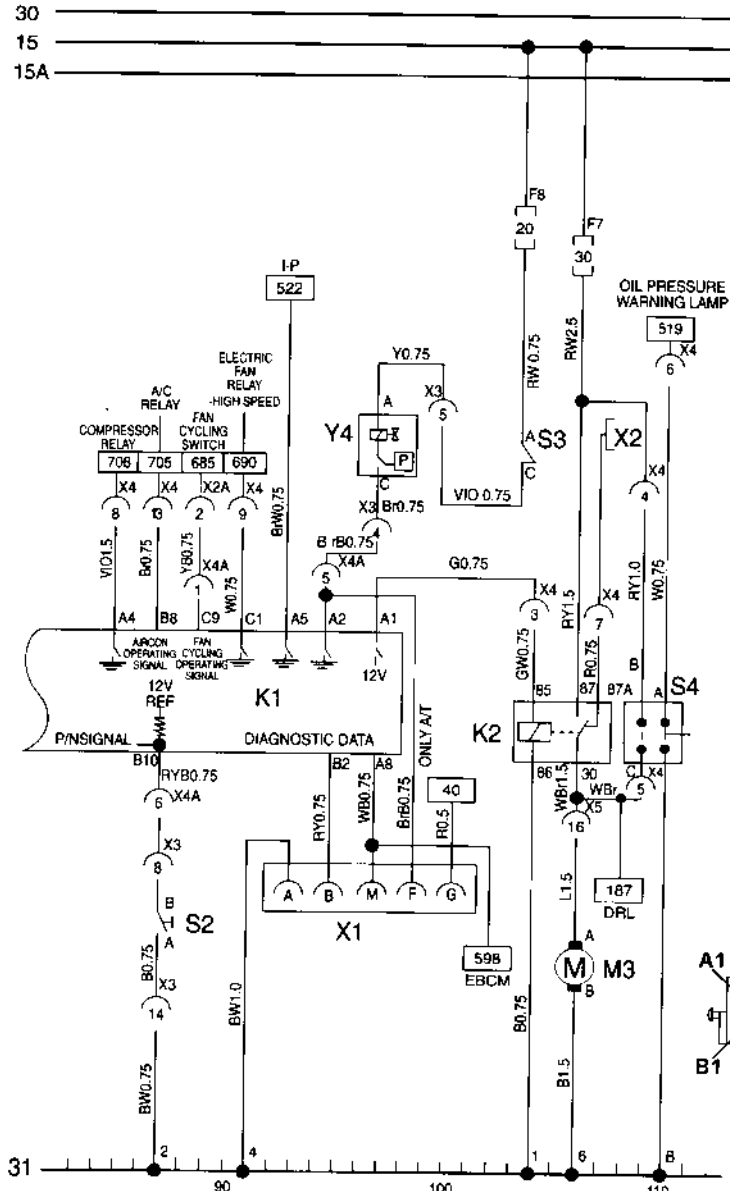 30
15
15A
F8
20
F7
30
I-P
522
OIL PRESSURE
WARNING LAMP
519
X4
6
ELECTRIC
FAN
RELAY
-HIGH SPEED
A/C
RELAY
FAN
CYCLING
SWITCH
COMPRESSOR
RELAY
706
705
685
690
X4
X4
X2A
X4
8
13
2
9
X4A
1
VIO1.5
Br0.75
YB0.75
W0.75
BrW0.75
Y0.75
A
X3
5
Y4
P
C
X3
Br0.75
4
BrB0.75
X4A
5
VIO 0.75
RW 0.75
A
S3
C
RW2.5
X2
X4
4
G0.75
X4
3
GW0.75
RY1.5
X4
7
R0.75
RY1.0
W0.75
A4
B8
C9
C1
A5
A2
A1
AIRCON
OPERATING
SIGNAL
FAN
CYCLING
OPERATING
SIGNAL
12V
12V
REF
K1
P/NSIGNAL
DIAGNOSTIC DATA
B10
B2
A8
85
87
87A
K2
86
30
B
A
S4
C
X4
5
WBr1.5
WBr
X5
16
RYB0.75
6
X4A
X3
8
B
S2
A
B0.75
X3
14
BW0.75
RY0.75
WB0.75
BrB0.75
ONLY A/T
40
R0.5
A
B
M
F
G
X1
598
EBCM
BW1.0
187
DRL
L1.5
A
M
M3
B
B0.75
B1.5
A1
B1
31
2
4
1
6
8
90
100
110